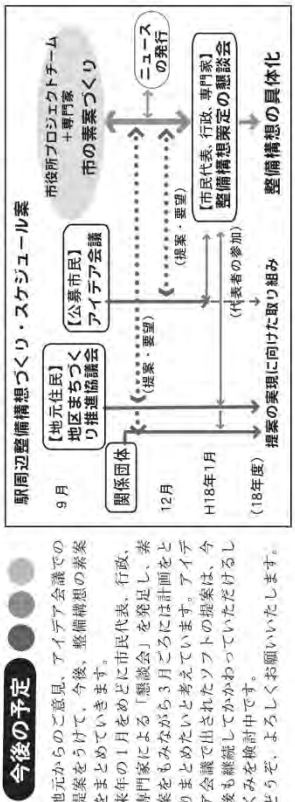 今後の予定
地元からのご意見、アイデア会議での
提案をうけて、今後、整備構想の素案
をまとめていきます。
来年の1月をめどに市民代表、行政、
専門家による「懇談会」を発足し、素
案をもみながら3月ごろには計画をと
りまとめたいと考えています。アイデ
ア会議で出されたソフトの提案は、今
後も継続してかかわっていただけるし
くみを検討中です。
どうぞ、よろしくお願いいたします。
駅周辺整備構想づくり・スケジュール案
9月
12月
H18年1月
(18年度)
【地元住民】
地区まちづく
り推進協議会
関係団体
【公募市民】
アイデア会議
市役所プロジェクトチーム
+専門家
市の素案づくり
(提案・要望)
(提案・要望)
ニュース
の発行
【市民代表、行政、専門家】
整備構想策定の懇談会
(代表者の参加)
提案の実現に向けた取り組み
整備構想の具体化